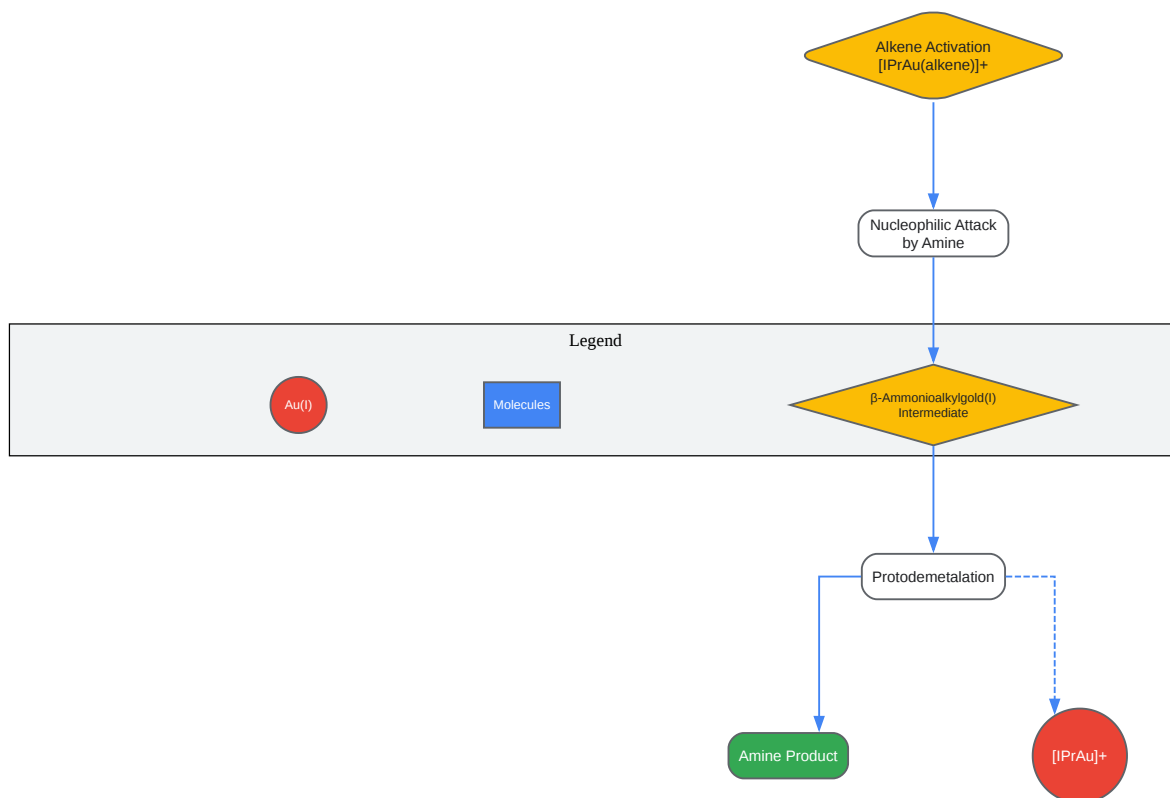 Alkene Activation
[IPrAu(alkene)]+
Nucleophilic Attack
by Amine
Legend
Au(I)
Molecules
β-Ammonioalkylgold(I)
Intermediate
Protodemetalation
Amine Product
[IPrAu]+